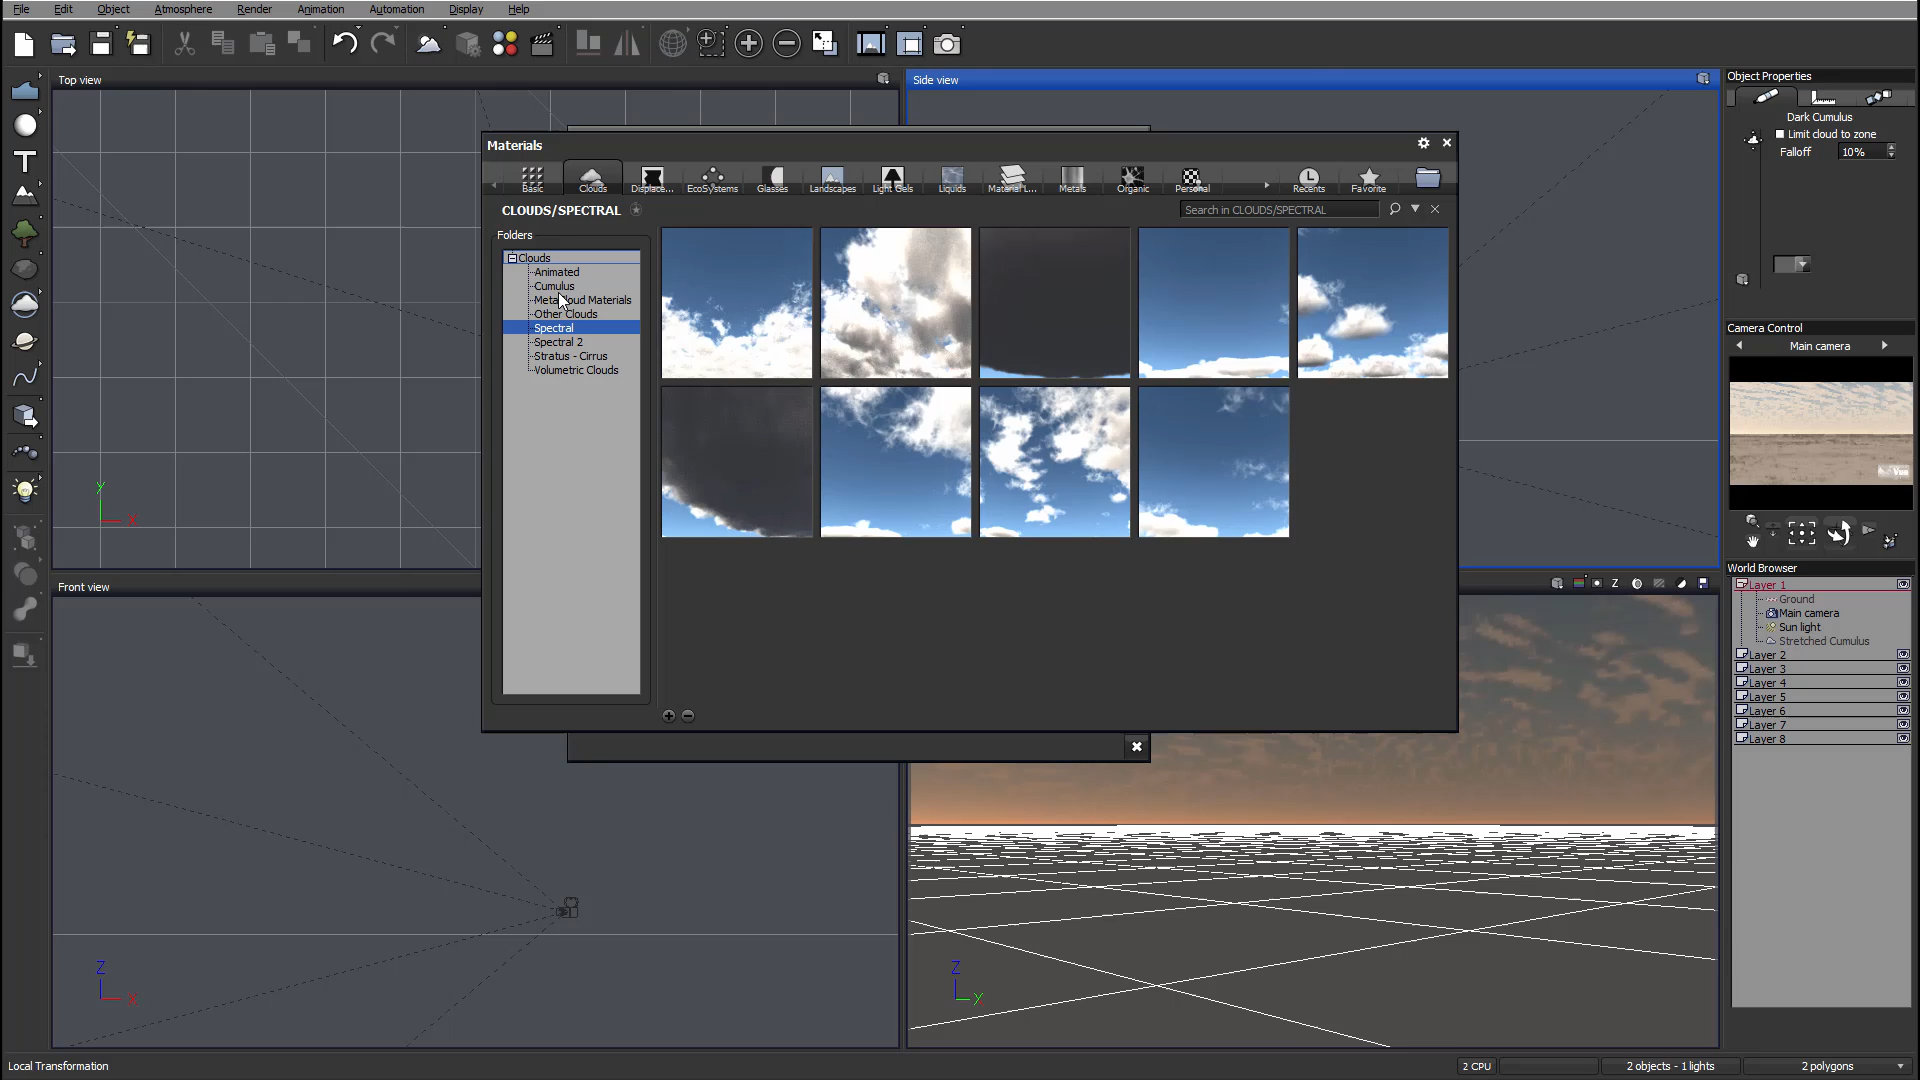 File Edit Object Atmosphere Render Animation Automation Display Help
Top view
Side view
Object Properties
Dark Cumulus
Limit cloud to zone
Falloff 10%
Materials
Basic Clouds Displace... EcoSystems Glasses Landscapes Light Gels Liquids Material L... Metals Organic Personal Recents Favorite
CLOUDS/SPECTRAL
Search in CLOUDS/SPECTRAL
Folders
Clouds
Animated
Cumulus
MetaCloud Materials
Other Clouds
Spectral
Spectral 2
Stratus - Cirrus
Volumetric Clouds
Camera Control
Main camera
Vue
Y
X
World Browser
Layer 1
Ground
Main camera
Sun light
Stretched Cumulus
Layer 2
Layer 3
Layer 4
Layer 5
Layer 6
Layer 7
Layer 8
Front view
Z
Z
X
Z
Y
Local Transformation
2 CPU
2 objects - 1 lights
2 polygons